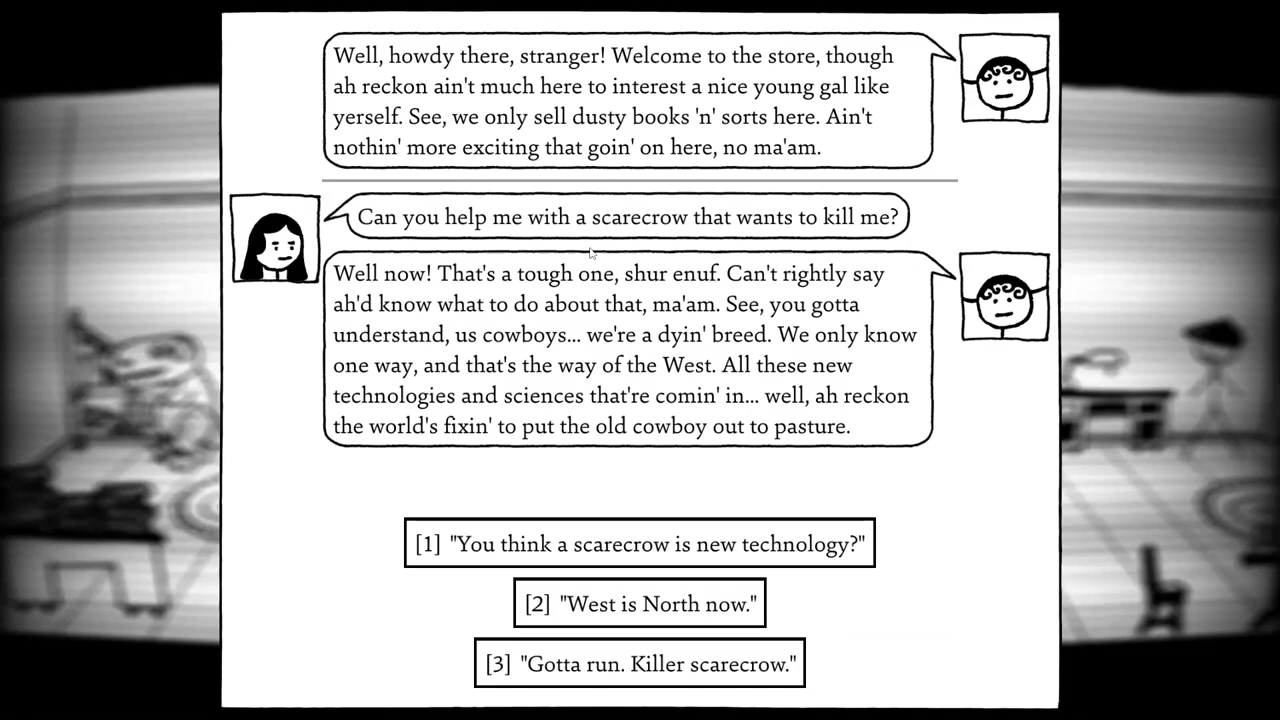 Well, howdy there, stranger! Welcome to the store, though
ah reckon ain't much here to interest a nice young gal like
yerself. See, we only sell dusty books 'n' sorts here. Ain't
nothin' more exciting that goin' on here, no ma'am.
Can you help me with a scarecrow that wants to kill me?
Well now! That's a tough one, shur enuf. Can't rightly say
ah'd know what to do about that, ma'am. See, you gotta
understand, us cowboys... we're a dyin' breed. We only know
one way, and that's the way of the West. All these new
technologies and sciences that're comin' in... well, ah reckon
the world's fixin' to put the old cowboy out to pasture.
[1] "You think a scarecrow is new technology?"
[2] "West is North now."
[3] "Gotta run. Killer scarecrow."